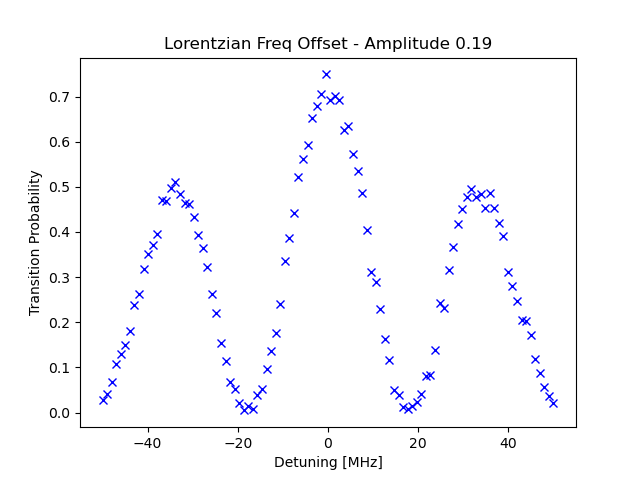 Lorentzian Freq Offset - Amplitude 0.19
Transition Probability
0.7
0.6
0.5
0.4
0.3
0.2
0.1
0.0
−40 −20 0 20 40
Detuning [MHz]